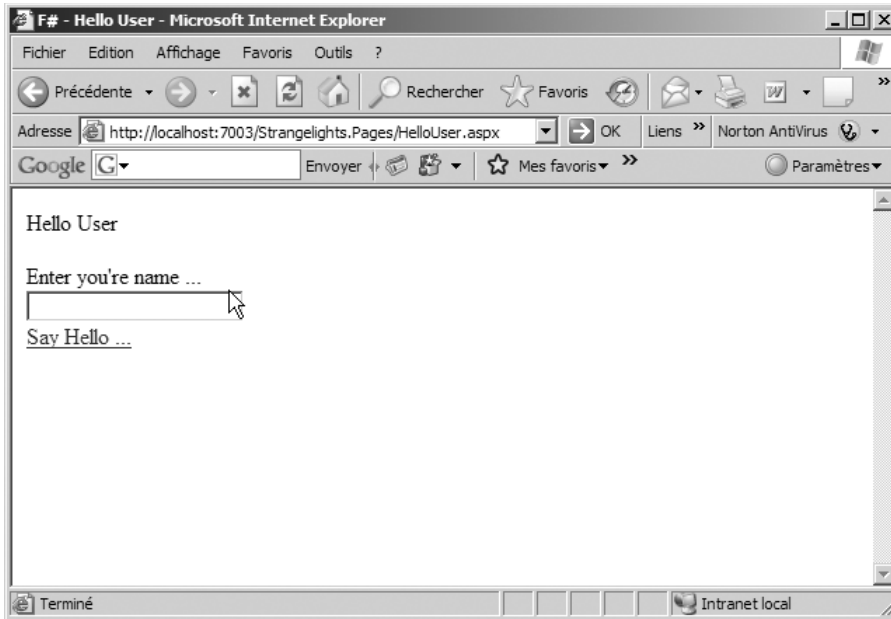 F# - Hello User - Microsoft Internet Explorer
Fichier Edition Affichage Favoris Outils ?
Précédente Rechercher Favoris W »
Adresse http://localhost:7003/Strangelights.Pages/HelloUser.aspx OK Liens » Norton AntiVirus
Google G Envoyer Mes favoris » Paramètres
Hello User
Enter you're name ...
Say Hello ...
Terminé Intranet local